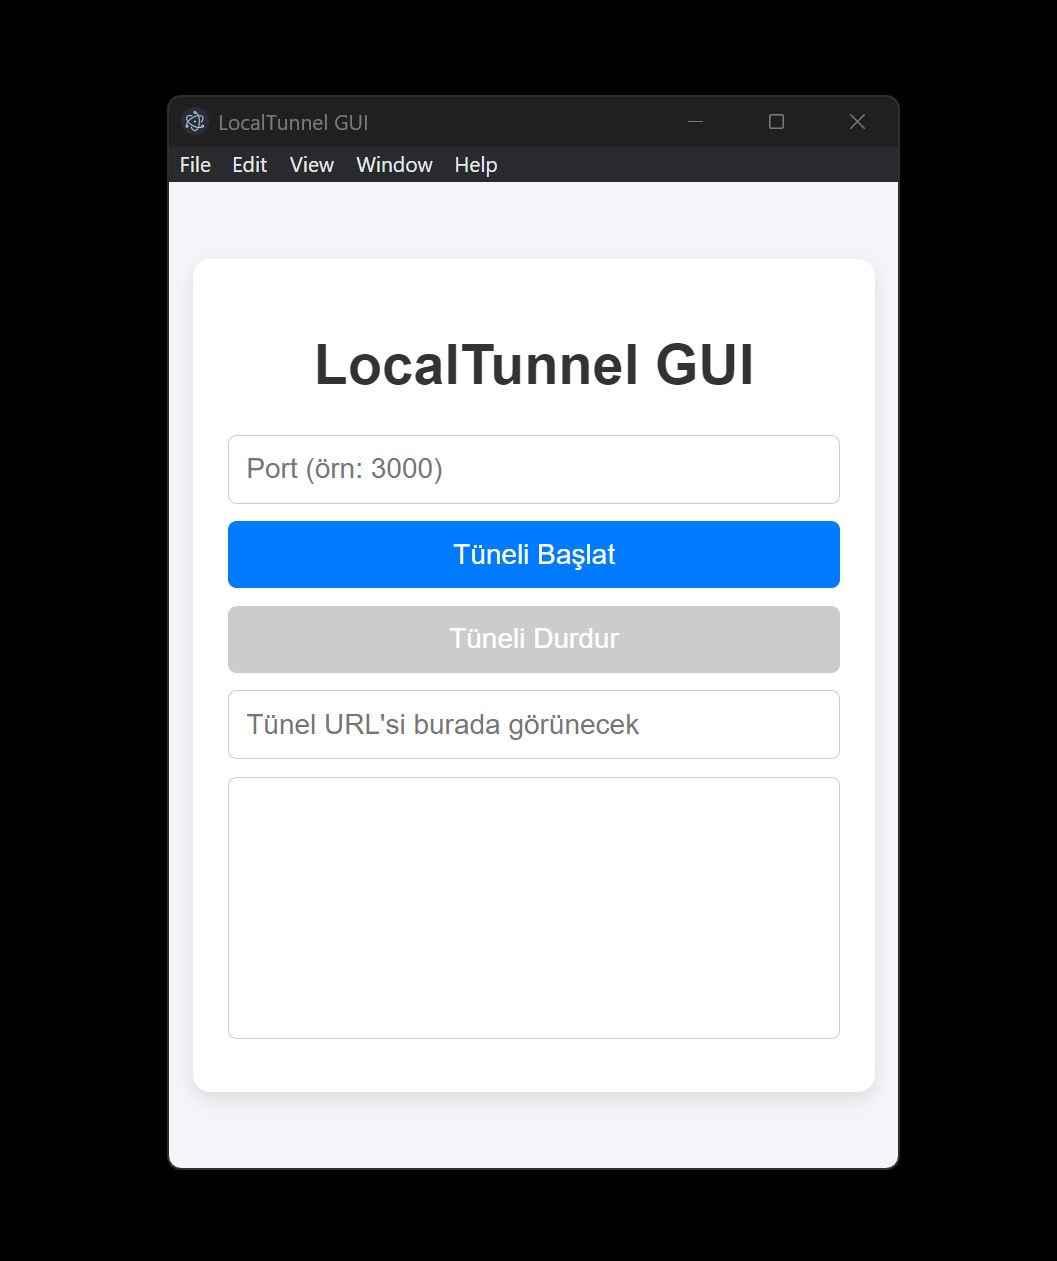 LocalTunnel GUI
File Edit View Window Help
LocalTunnel GUI
Port (örn: 3000)
Tüneli Başlat
Tüneli Durdur
Tünel URL'si burada görünecek